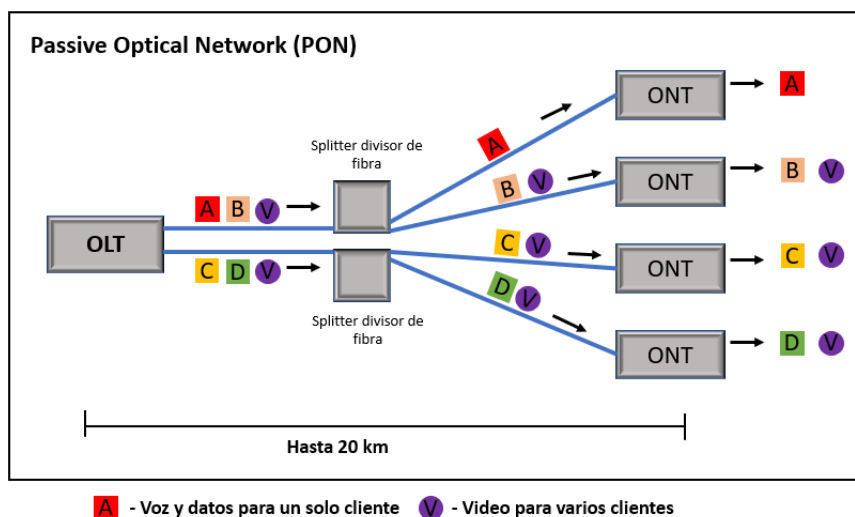 Passive Optical Network (PON)
Splitter divisor de
fibra
A B V
OLT
C D V
Splitter divisor de
fibra
A
B V
C V
D V
ONT
A
ONT
B V
ONT
C V
ONT
D V
Hasta 20 km
A - Voz y datos para un solo cliente V - Video para varios clientes